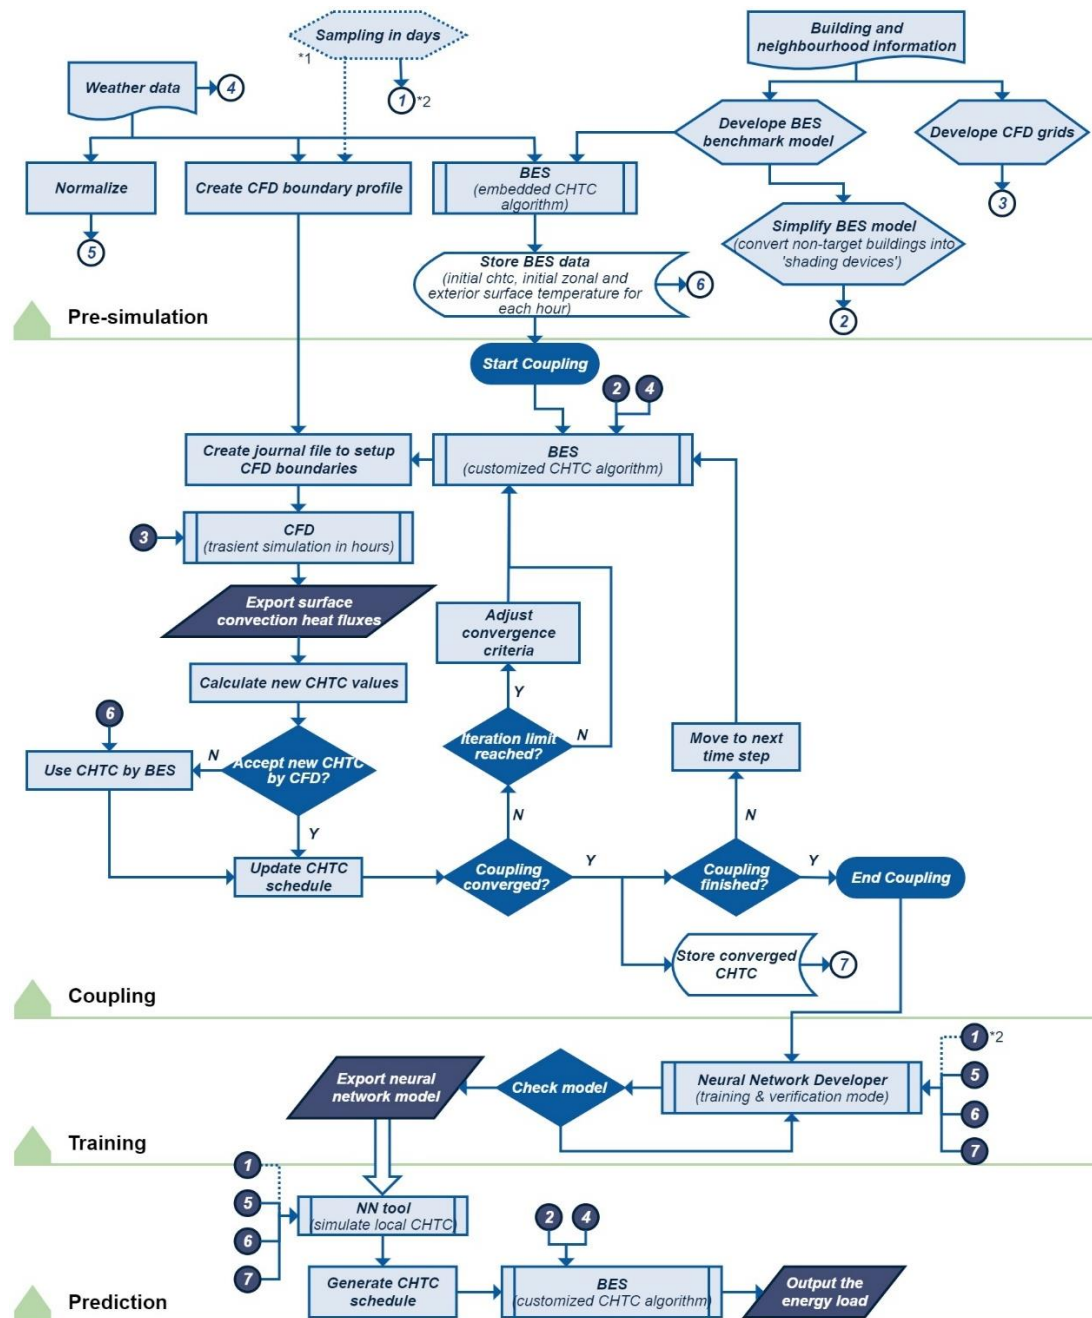 Sampling in days
*1
1
*2
Building and
neighbourhood information
Weather data
4
Develope BES
benchmark model
Develope CFD grids
Normalize
Create CFD boundary profile
BES
(embedded CHTC
algorithm)
3
5
Simplify BES model
(convert non-target buildings into
'shading devices')
Store BES data
(initial chtc, initial zonal and
exterior surface temperature for
each hour)
6
2
Pre-simulation
Start Coupling
2
4
Create journal file to setup
CFD boundaries
BES
(customized CHTC algorithm)
3
CFD
(trasient simulation in hours)
Export surface
convection heat fluxes
Adjust
convergence
criteria
Calculate new CHTC values
Y
6
Iteration limit
reached?
N
Move to next
time step
Use CHTC by BES
N
Accept new CHTC
by CFD?
N
N
Y
Update CHTC
schedule
Coupling
converged?
Y
Coupling
finished?
Y
End Coupling
Store converged
CHTC
7
Coupling
1
*2
Export neural
network model
Check model
Neural Network Developer
(training & verification mode)
5
6
7
Training
1
5
6
7
NN tool
(simulate local CHTC)
2
4
Generate CHTC
schedule
BES
(customized CHTC algorithm)
Output the
energy load
Prediction